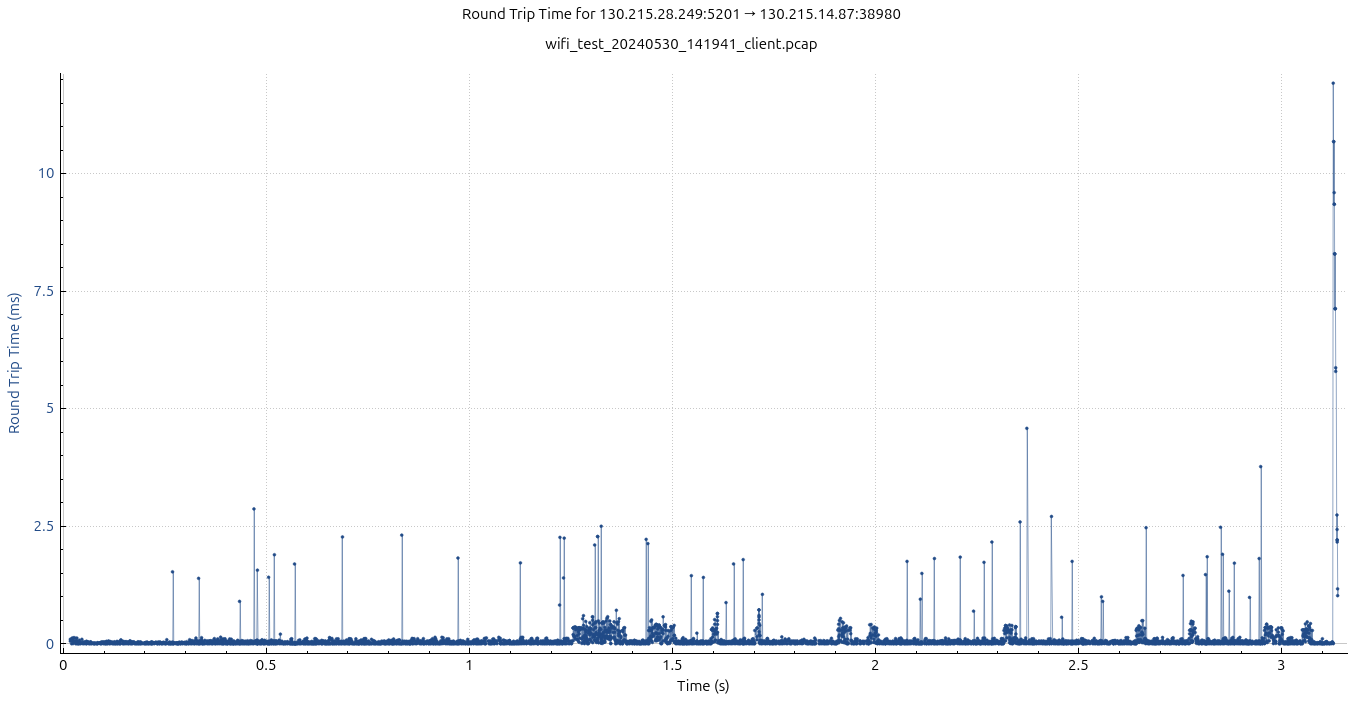 Round Trip Time for 130.215.28.249:5201 → 130.215.14.87:38980
wifi_test_20240530_141941_client.pcap
Round Trip Time (ms)
10
7.5
5
2.5
0
0 0.5 1 1.5 2 2.5 3
Time (s)